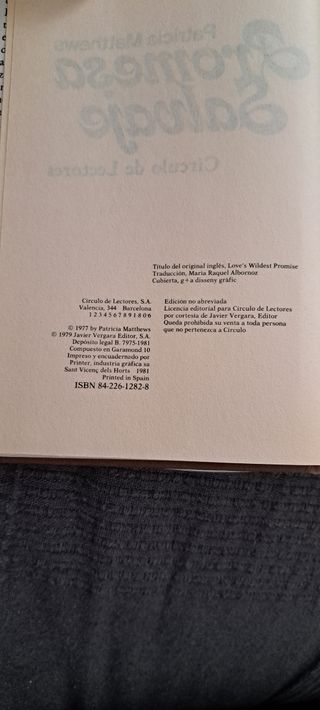 Patricia Matthews
Promesa
Salvaje
Círculo de Lectores
Título del original inglés, Love's Wildest Promise
Traducción, María Raquel Albornoz
Cubierta, g+a disseny gràfic
Círculo de Lectores, S.A.
Valencia, 344 Barcelona
1 2 3 4 5 6 7 8 9 1 8 0 6
Edición no abreviada
Licencia editorial para Círculo de Lectores
por cortesía de Javier Vergara, Editor
Queda prohibida su venta a toda persona
que no pertenezca a Círculo
© 1977 by Patricia Matthews
© 1979 Javier Vergara Editor, S.A.
Depósito legal B. 7975-1981
Compuesto en Garamond 10
Impreso y encuadernado por
Printer, industria gráfica sa
Sant Vicenç dels Horts 1981
Printed in Spain
ISBN 84-226-1282-8